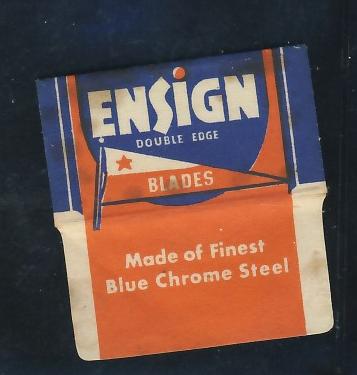 ENSIGN
DOUBLE EDGE
BLADES
Made of Finest
Blue Chrome Steel